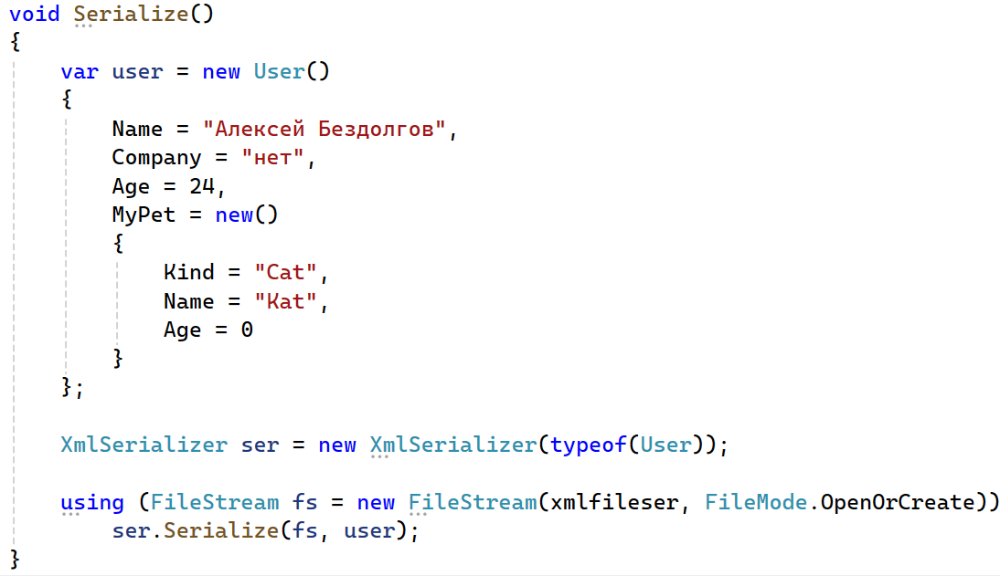 void Serialize()
{
var user = new User()
{
Name = "Алексей Бездолгов",
Company = "нет",
Age = 24,
MyPet = new()
{
Kind = "Cat",
Name = "Kat",
Age = 0
}
};
XmlSerializer ser = new XmlSerializer(typeof(User));
using (FileStream fs = new FileStream(xmlfileser, FileMode.OpenOrCreate))
ser.Serialize(fs, user);
}